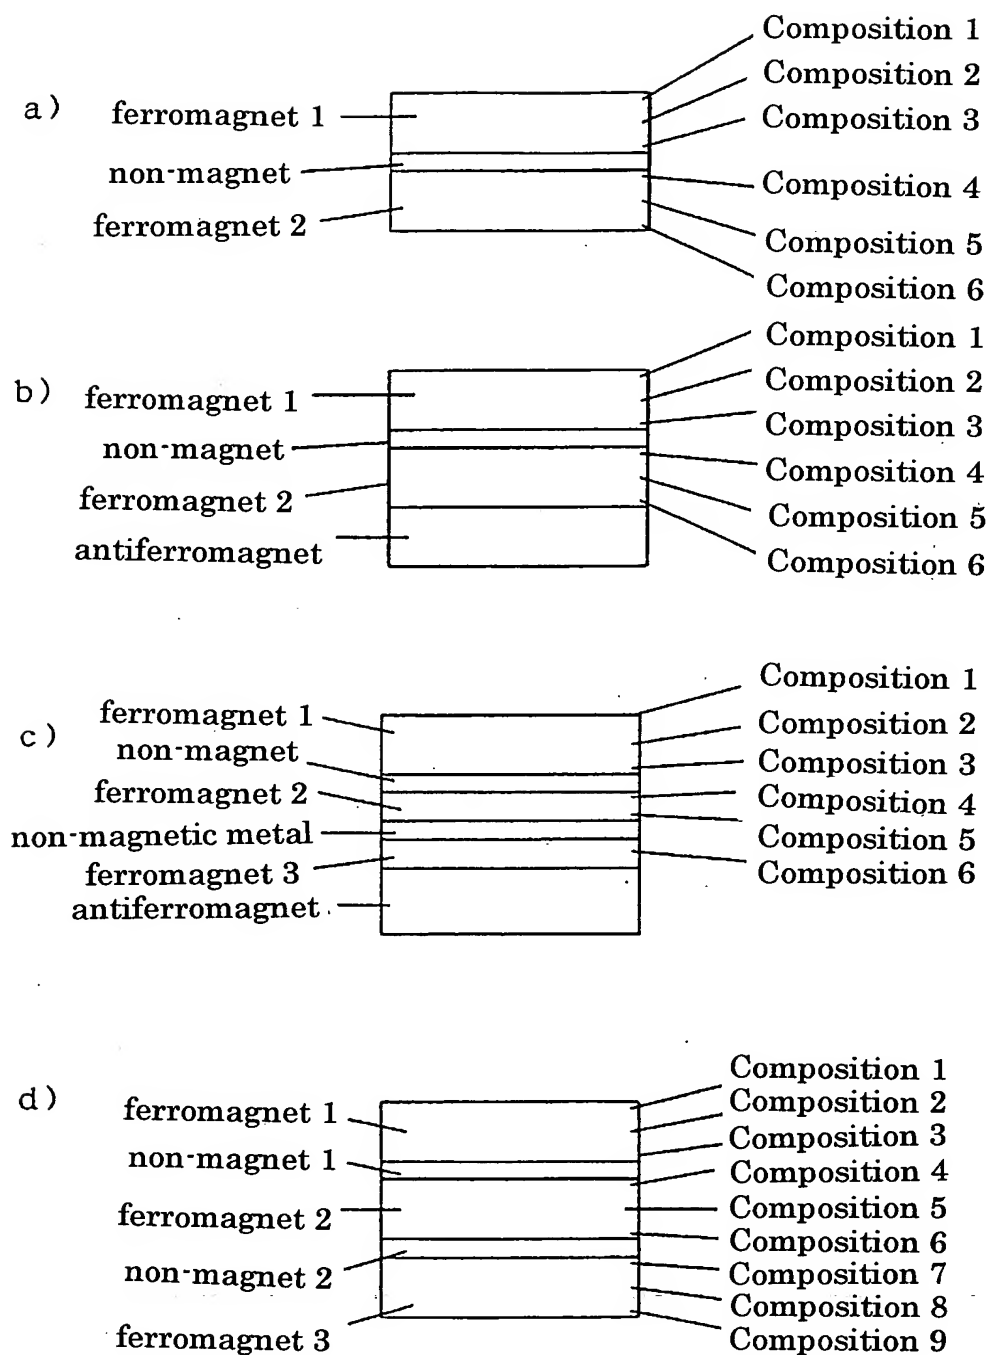 a)
ferromagnet 1
non-magnet
ferromagnet 2
Composition 1
Composition 2
Composition 3
Composition 4
Composition 5
Composition 6
b)
ferromagnet 1
non-magnet
ferromagnet 2
antiferromagnet
Composition 1
Composition 2
Composition 3
Composition 4
Composition 5
Composition 6
c)
ferromagnet 1
non-magnet
ferromagnet 2
non-magnetic metal
ferromagnet 3
antiferromagnet
Composition 1
Composition 2
Composition 3
Composition 4
Composition 5
Composition 6
d)
ferromagnet 1
non-magnet 1
ferromagnet 2
non-magnet 2
ferromagnet 3
Composition 1
Composition 2
Composition 3
Composition 4
Composition 5
Composition 6
Composition 7
Composition 8
Composition 9